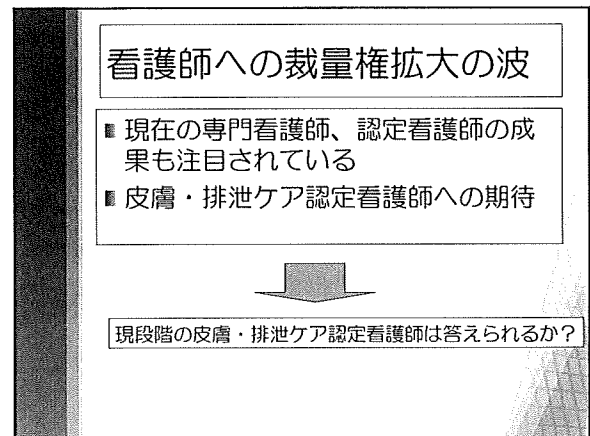 看護師への裁量権拡大の波
■ 現在の専門看護師、認定看護師の成
果も注目されている
■ 皮膚・排泄ケア認定看護師への期待
現段階の皮膚・排泄ケア認定看護師は答えられるか？